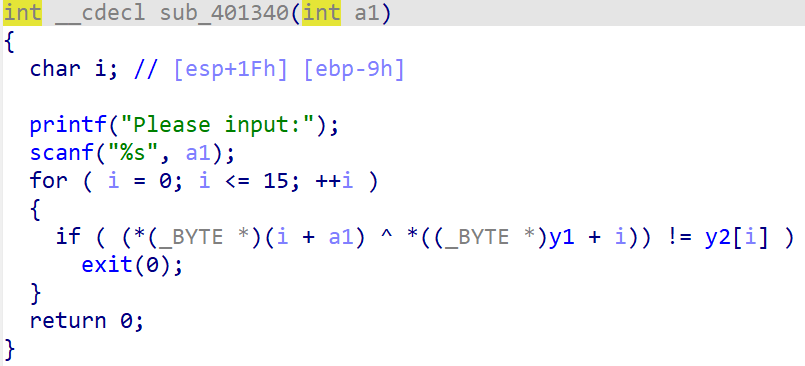 int __cdecl sub_401340(int a1)
{
  char i; // [esp+1Fh] [ebp-9h]

  printf("Please input:");
  scanf("%s", a1);
  for ( i = 0; i <= 15; ++i )
  {
    if ( (*(_BYTE *)(i + a1) ^ *((_BYTE *)y1 + i)) != y2[i] )
      exit(0);
  }
  return 0;
}